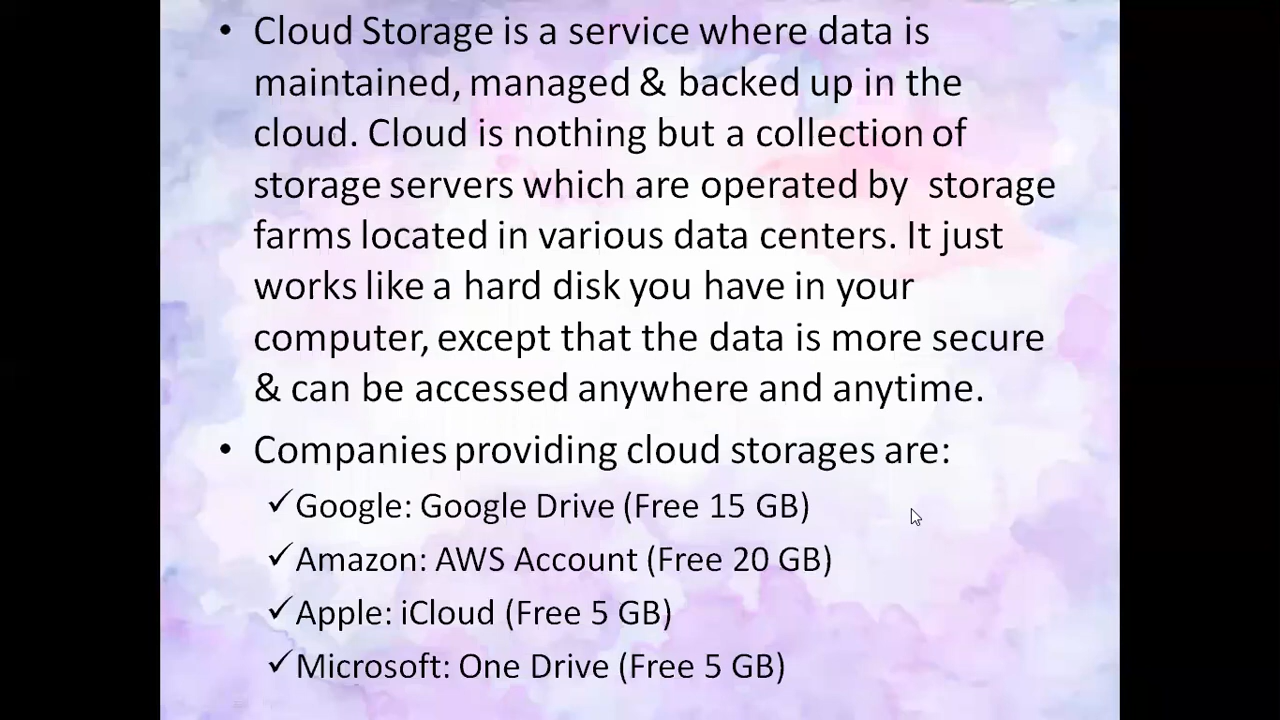 • Cloud Storage is a service where data is
maintained, managed & backed up in the
cloud. Cloud is nothing but a collection of
storage servers which are operated by  storage
farms located in various data centers. It just
works like a hard disk you have in your
computer, except that the data is more secure
& can be accessed anywhere and anytime.
• Companies providing cloud storages are:
✓Google: Google Drive (Free 15 GB)
✓Amazon: AWS Account (Free 20 GB)
✓Apple: iCloud (Free 5 GB)
✓Microsoft: One Drive (Free 5 GB)